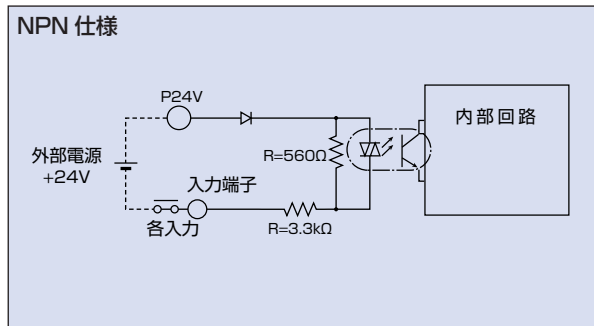 NPN 仕様
P24V
内部回路
外部電源
+24V
R=560Ω
入力端子
各入力
R=3.3kΩ